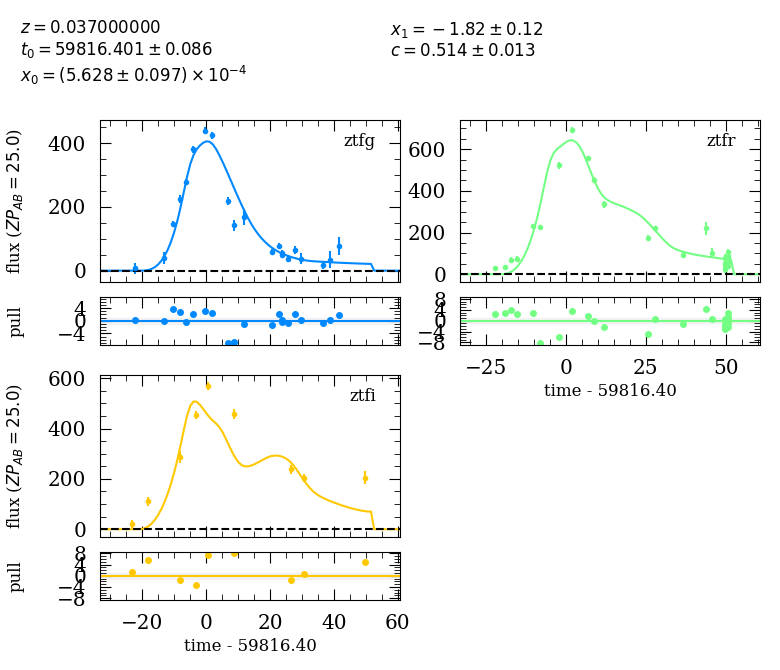 z = 0.037000000
t₀ = 59816.401 ± 0.086
x₀ = (5.628 ± 0.097) × 10⁻⁴
x₁ = −1.82 ± 0.12
c = 0.514 ± 0.013
ztfg
flux (ZP_AB = 25.0)
400
200
0
pull
4
0
−4
ztfr
600
400
200
0
8
4
0
−4
−8
−25
0
25
50
time - 59816.40
ztfi
flux (ZP_AB = 25.0)
600
400
200
0
pull
8
4
0
−4
−8
−20
0
20
40
60
time - 59816.40